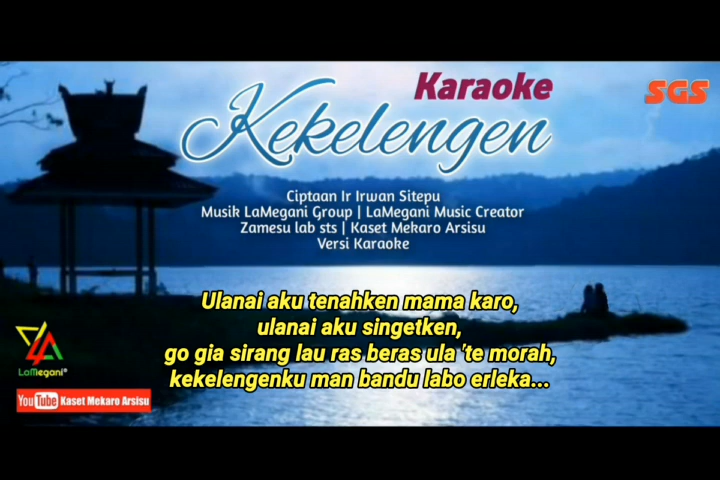 Karaoke
SGS
Kekelengen
Ciptaan Ir Irwan Sitepu
Musik LaMegani Group | LaMegani Music Creator
Zamesu lab sts | Kaset Mekaro Arsisu
Versi Karaoke
Ulanai aku tenahken mama karo,
ulanai aku singetken,
go gia sirang lau ras beras ula 'te morah,
kekelengenku man bandu labo erleka...
LaMegani®
YouTube Kaset Mekaro Arsisu